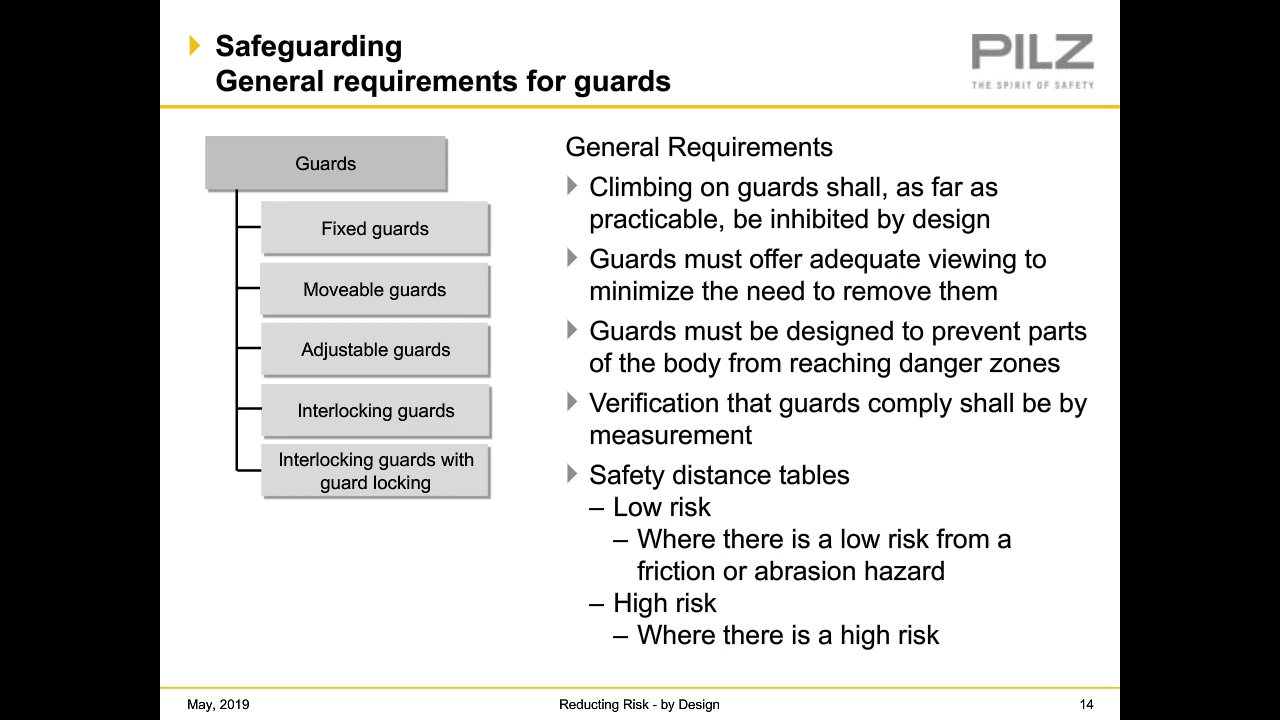 Safeguarding
General requirements for guards
PILZ
THE SPIRIT OF SAFETY
Guards
Fixed guards
Moveable guards
Adjustable guards
Interlocking guards
Interlocking guards with
guard locking
General Requirements
Climbing on guards shall, as far as
practicable, be inhibited by design
Guards must offer adequate viewing to
minimize the need to remove them
Guards must be designed to prevent parts
of the body from reaching danger zones
Verification that guards comply shall be by
measurement
Safety distance tables
– Low risk
– Where there is a low risk from a
friction or abrasion hazard
– High risk
– Where there is a high risk
May, 2019
Reducting Risk - by Design
14